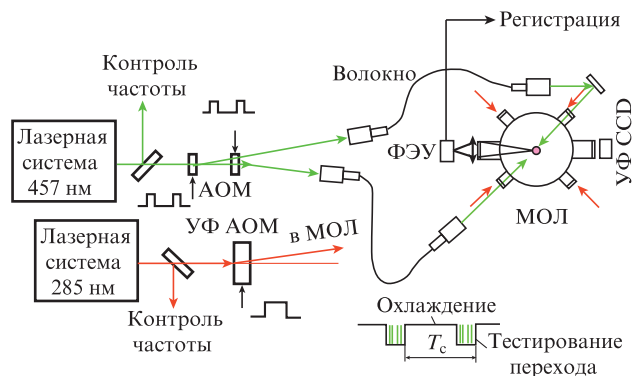 Регистрация
Контроль
частоты
Волокно
Лазерная
система
457 нм
АОМ
ФЭУ
УФ CCD
МОЛ
УФ АОМ
в МОЛ
Лазерная
система
285 нм
Контроль
частоты
Охлаждение
Tc
Тестирование
перехода